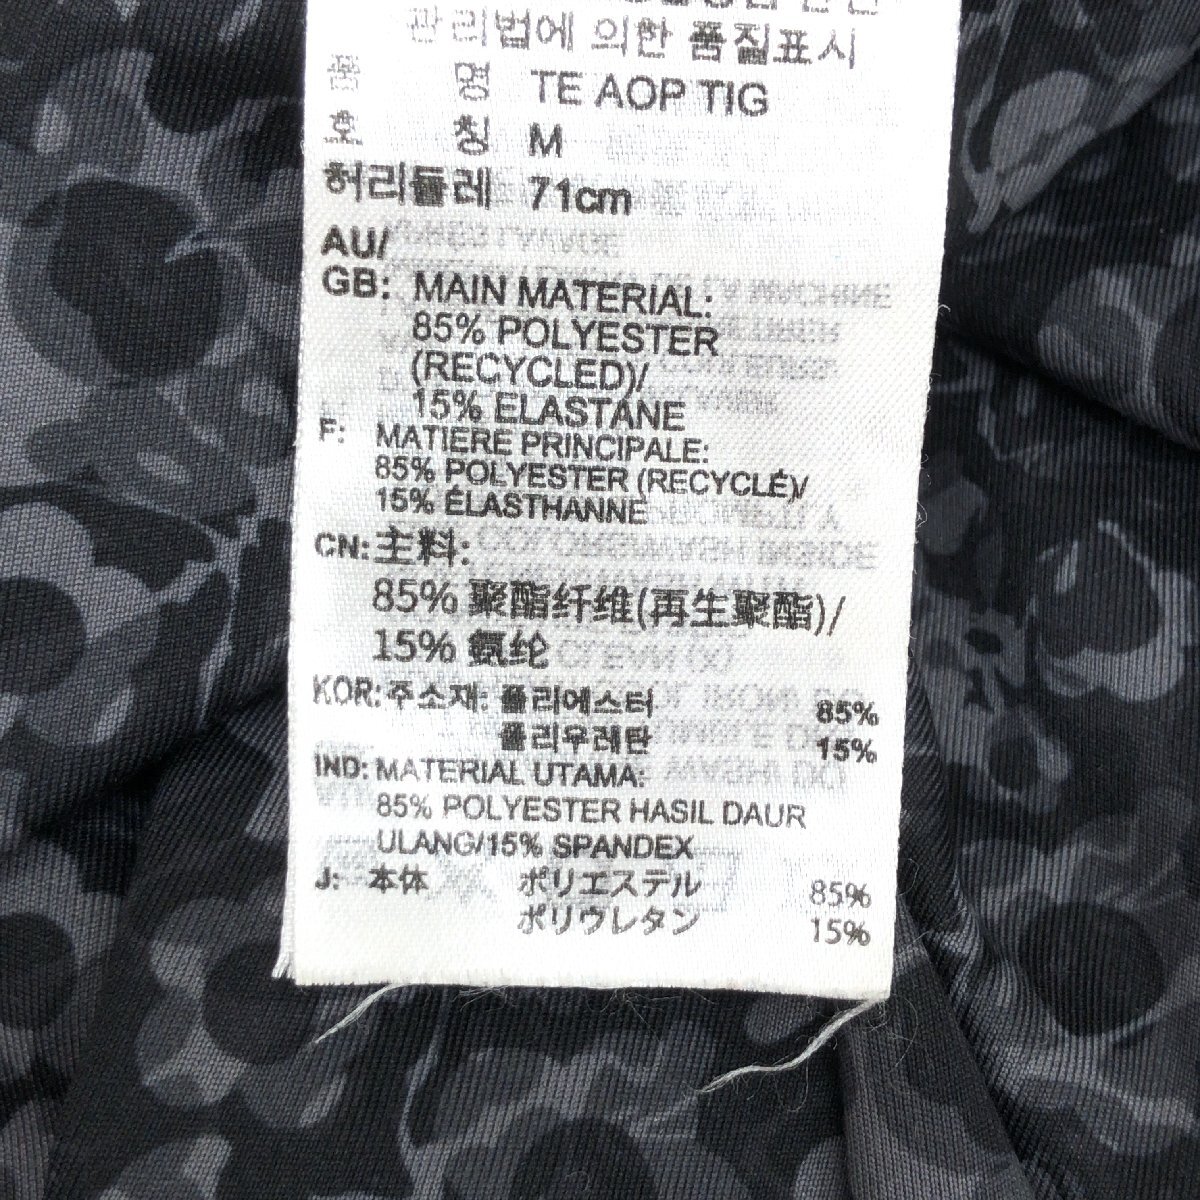 관리법에 의한 품질표시
품 명 TE AOP TIG
호 칭 M
허리둘레 71cm
AU/
GB: MAIN MATERIAL:
85% POLYESTER
(RECYCLED)/
15% ELASTANE
F: MATIERE PRINCIPALE:
85% POLYESTER (RECYCLÉ)/
15% ÉLASTHANNE
CN: 主料:
85% 聚酯纤维(再生聚酯)/
15% 氨纶
KOR: 주소재: 폴리에스터 85%
폴리우레탄 15%
IND: MATERIAL UTAMA:
85% POLYESTER HASIL DAUR
ULANG/15% SPANDEX
J: 本体 ポリエステル 85%
ポリウレタン 15%